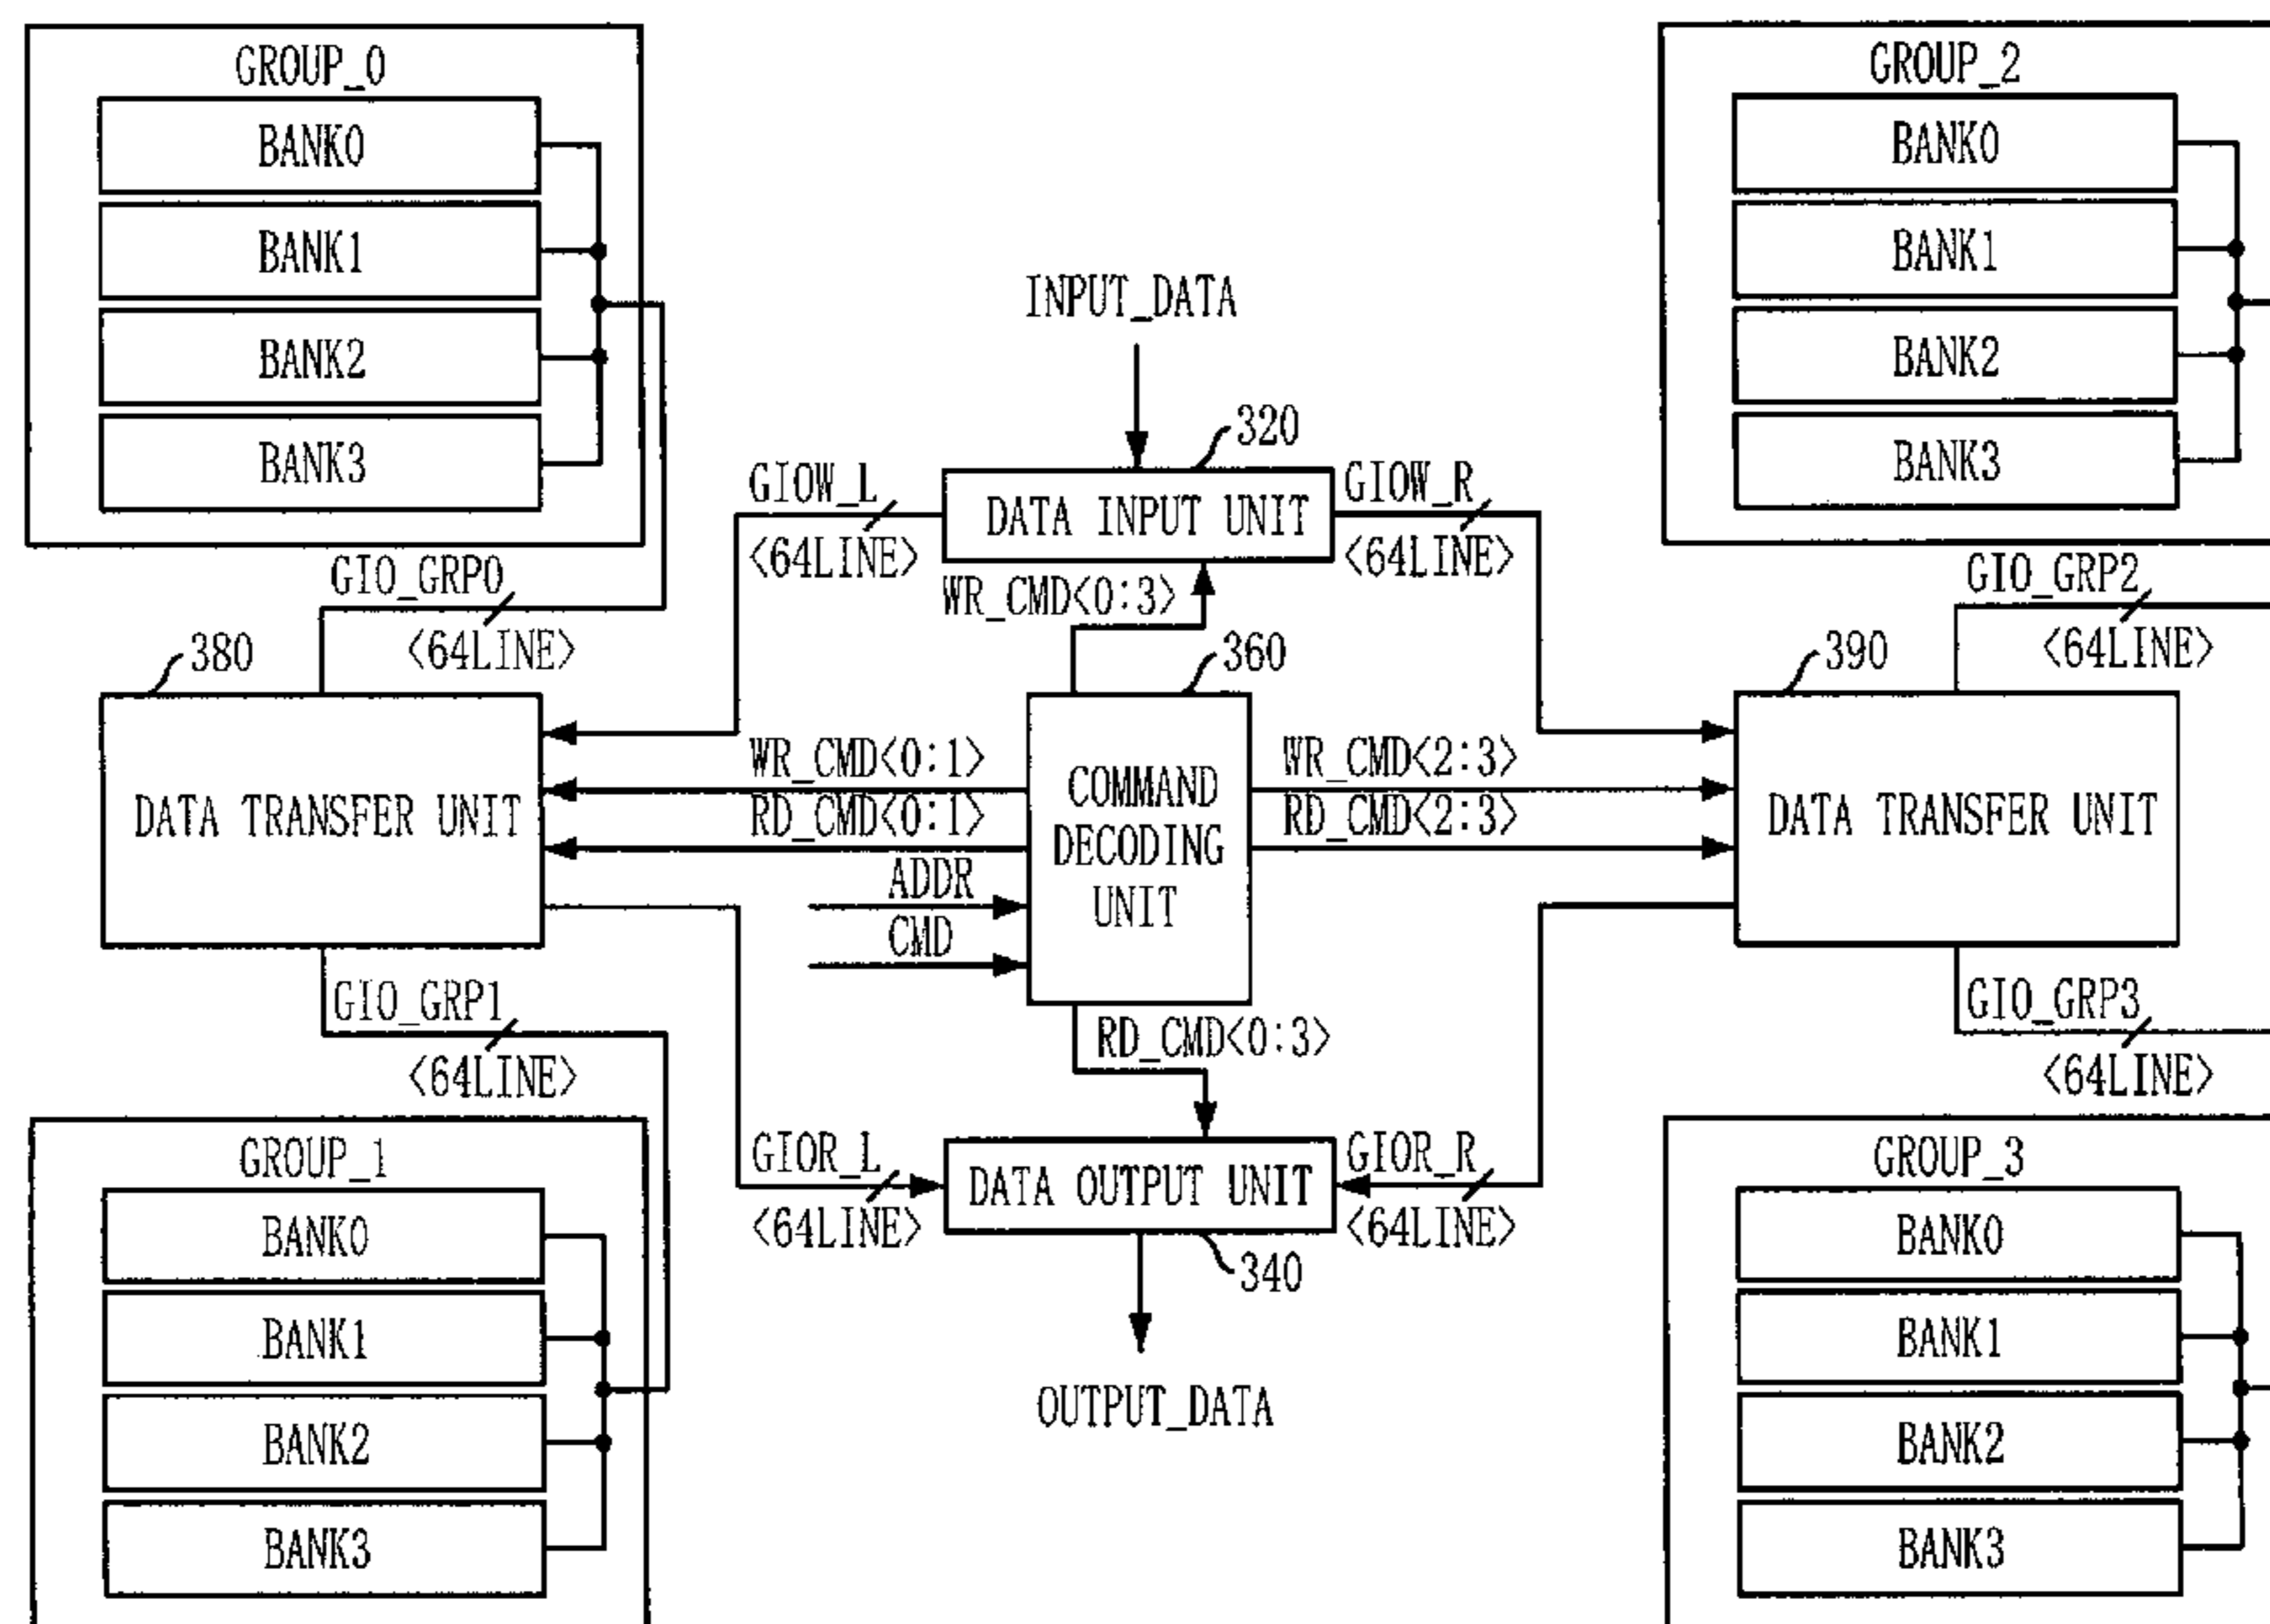 GROUP_0
BANK0
BANK1
BANK2
BANK3
GIO_GRP0
<64LINE>
380
DATA TRANSFER UNIT
GIO_GRP1
<64LINE>
GROUP_1
BANK0
BANK1
BANK2
BANK3
INPUT_DATA
320
GIOW_L
<64LINE>
DATA INPUT UNIT
GIOW_R
<64LINE>
WR_CMD<0:3>
360
WR_CMD<0:1>
RD_CMD<0:1>
ADDR
CMD
COMMAND
DECODING
UNIT
WR_CMD<2:3>
RD_CMD<2:3>
RD_CMD<0:3>
GIOR_L
<64LINE>
DATA OUTPUT UNIT
GIOR_R
<64LINE>
340
OUTPUT_DATA
GROUP_2
BANK0
BANK1
BANK2
BANK3
GIO_GRP2
<64LINE>
390
DATA TRANSFER UNIT
GIO_GRP3
<64LINE>
GROUP_3
BANK0
BANK1
BANK2
BANK3